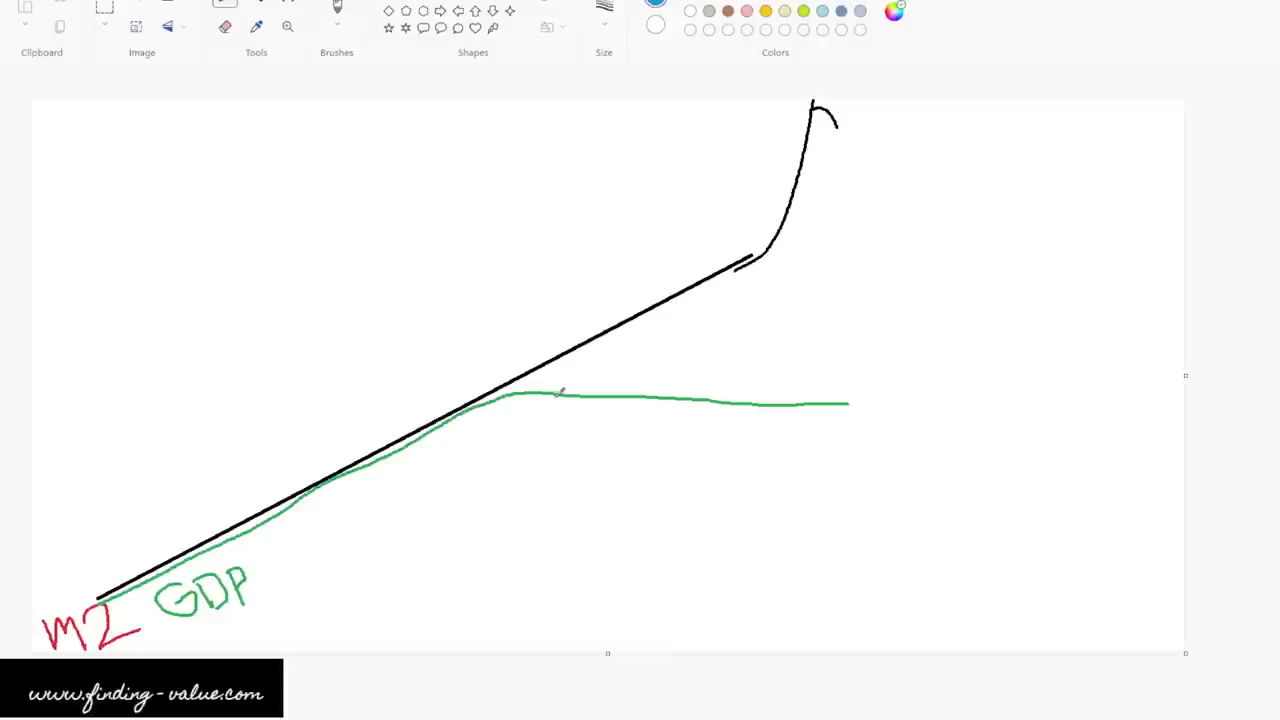 Clipboard
Image
Tools
Brushes
Shapes
Size
Colors
M2 GDP
www.finding-value.com